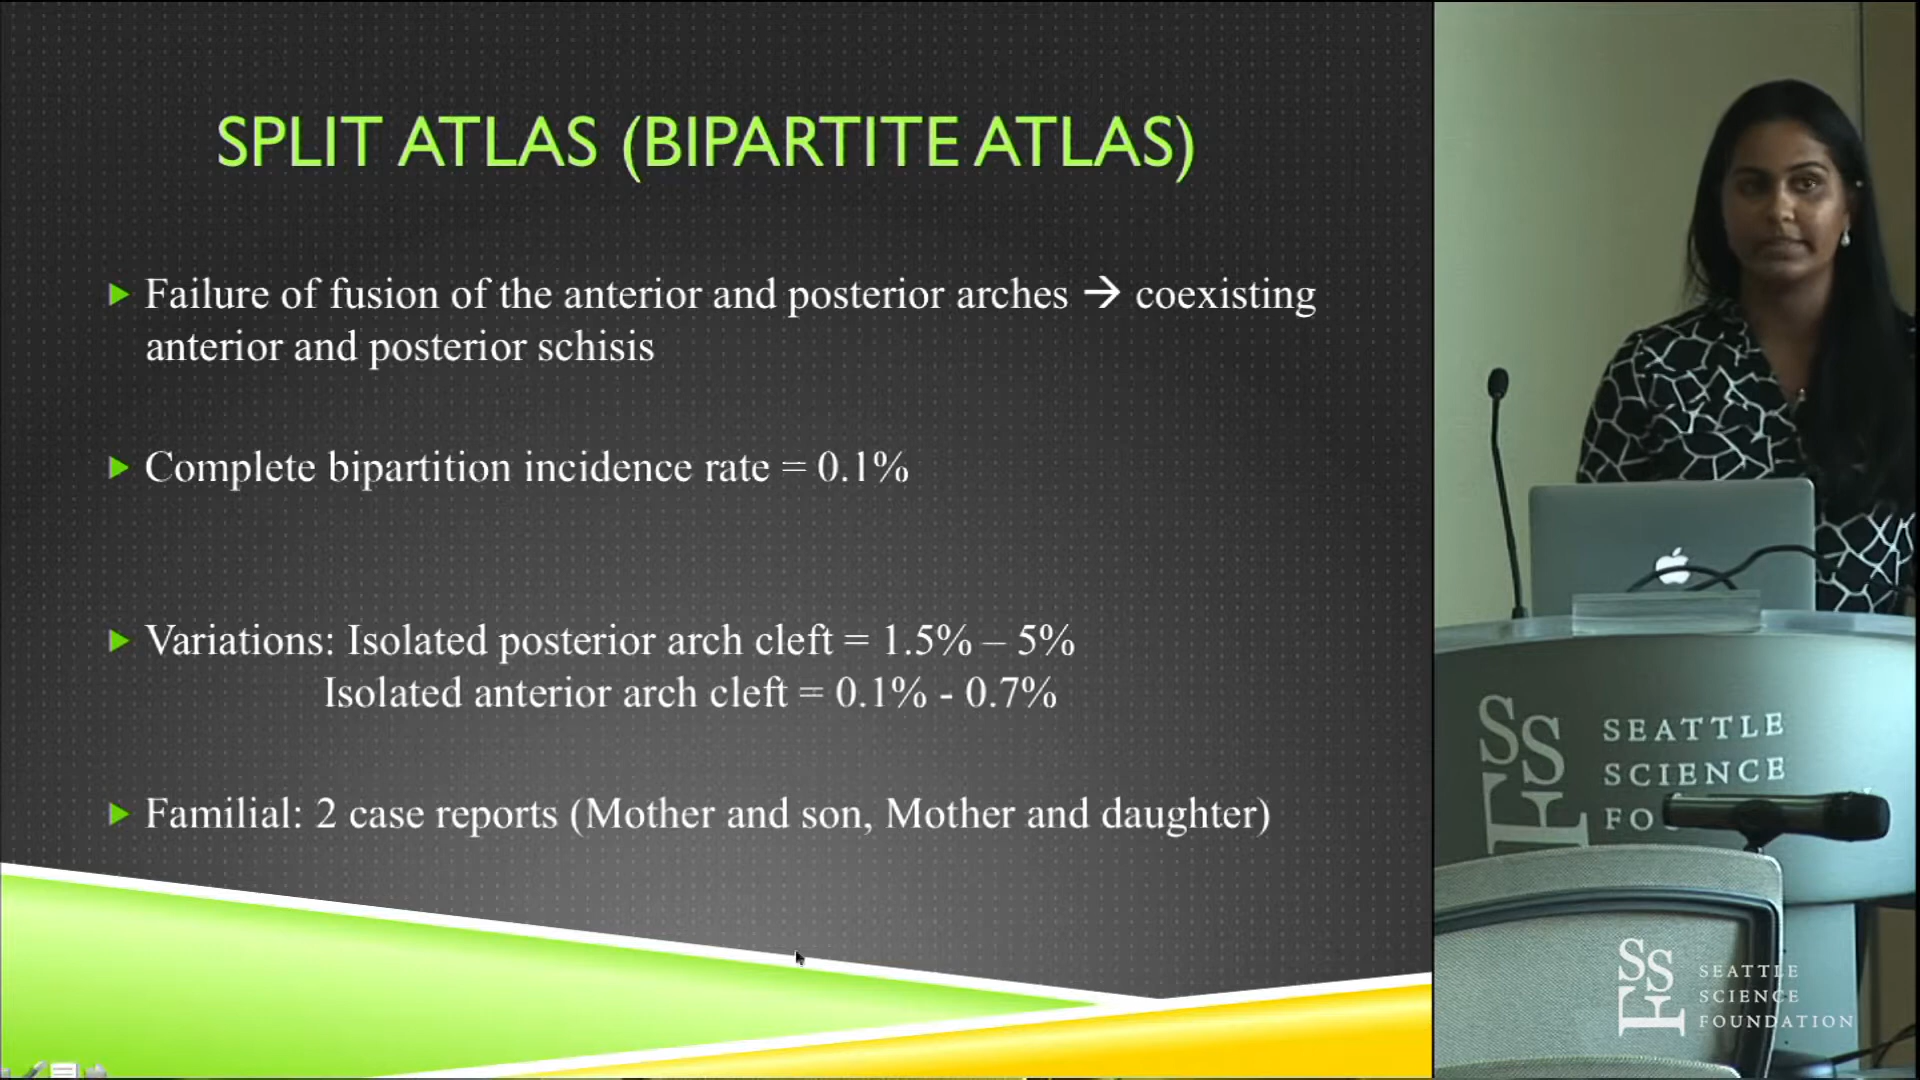 SPLIT ATLAS (BIPARTITE ATLAS)
Failure of fusion of the anterior and posterior arches → coexisting
anterior and posterior schisis
Complete bipartition incidence rate = 0.1%
Variations: Isolated posterior arch cleft = 1.5% – 5%
Isolated anterior arch cleft = 0.1% - 0.7%
Familial: 2 case reports (Mother and son, Mother and daughter)
SSF
SEATTLE
SCIENCE
FO
SSF
SEATTLE
SCIENCE
FOUNDATION